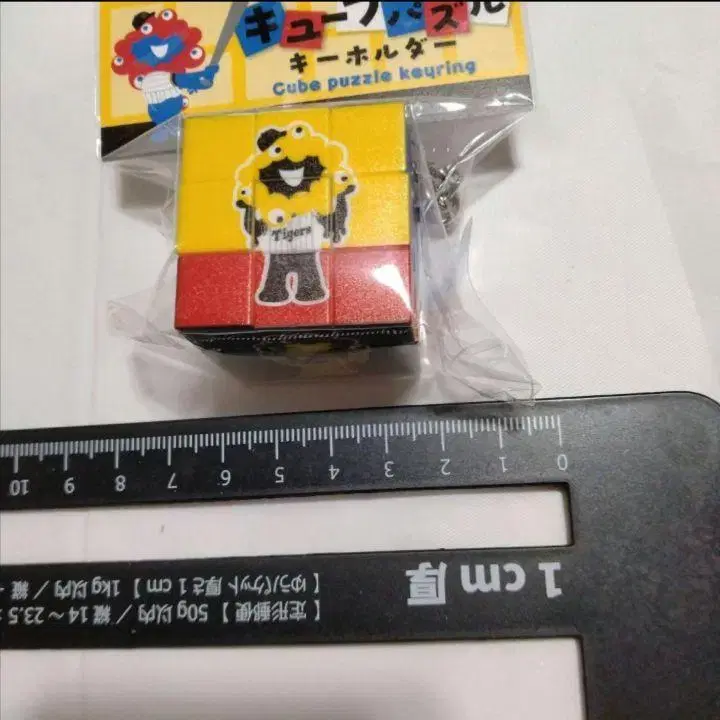 キューブパズル
キーホルダー
Cube puzzle keyring
Tigers
10 9 8 7 6 5 4 3 2 1 0
1cm 厚
【ゆうパケット 厚さ1cm】1kg以内/縦
【定形郵便】50g以内/縦14～23.5